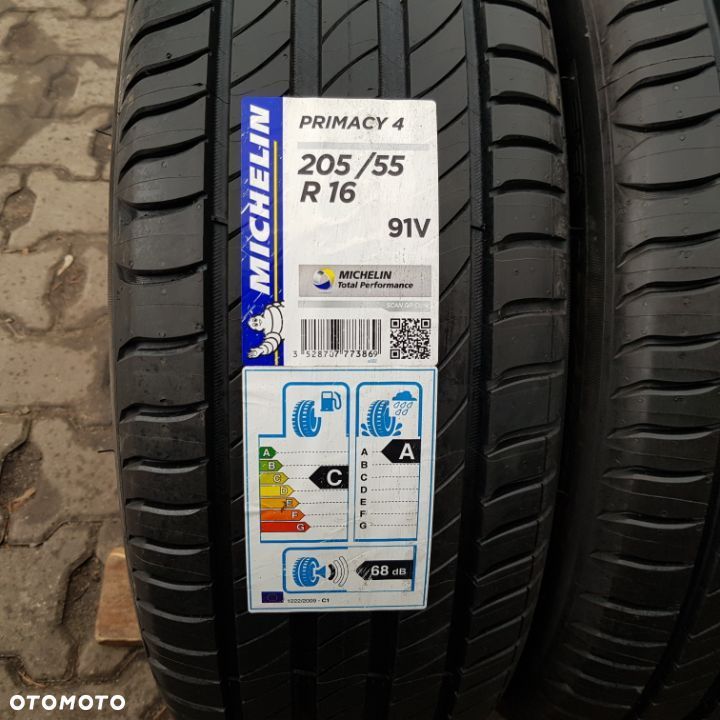 MICHELIN
PRIMACY 4
205 /55
R 16
91V
MICHELIN
Total Performance
3 528707 773869
A
B
C
D
E
F
G
C
A
B
C
D
E
F
G
A
68 dB
1222/2009 - C1
OTOMOTO